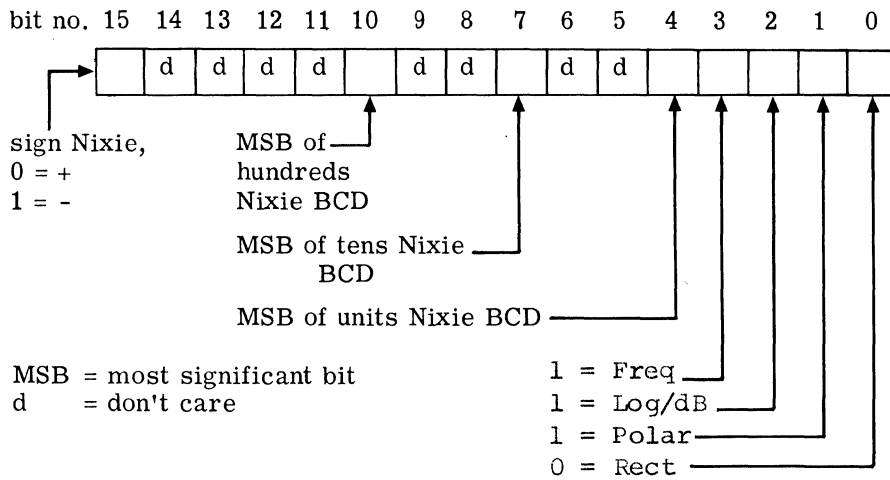 bit no. 15 14 13 12 11 10 9 8 7 6 5 4 3 2 1 0
d d d d d d d d
sign Nixie,
0 = +
1 = -
MSB of
hundreds
Nixie BCD
MSB of tens Nixie
BCD
MSB of units Nixie BCD
MSB = most significant bit
d = don't care
1 = Freq
1 = Log/dB
1 = Polar
0 = Rect